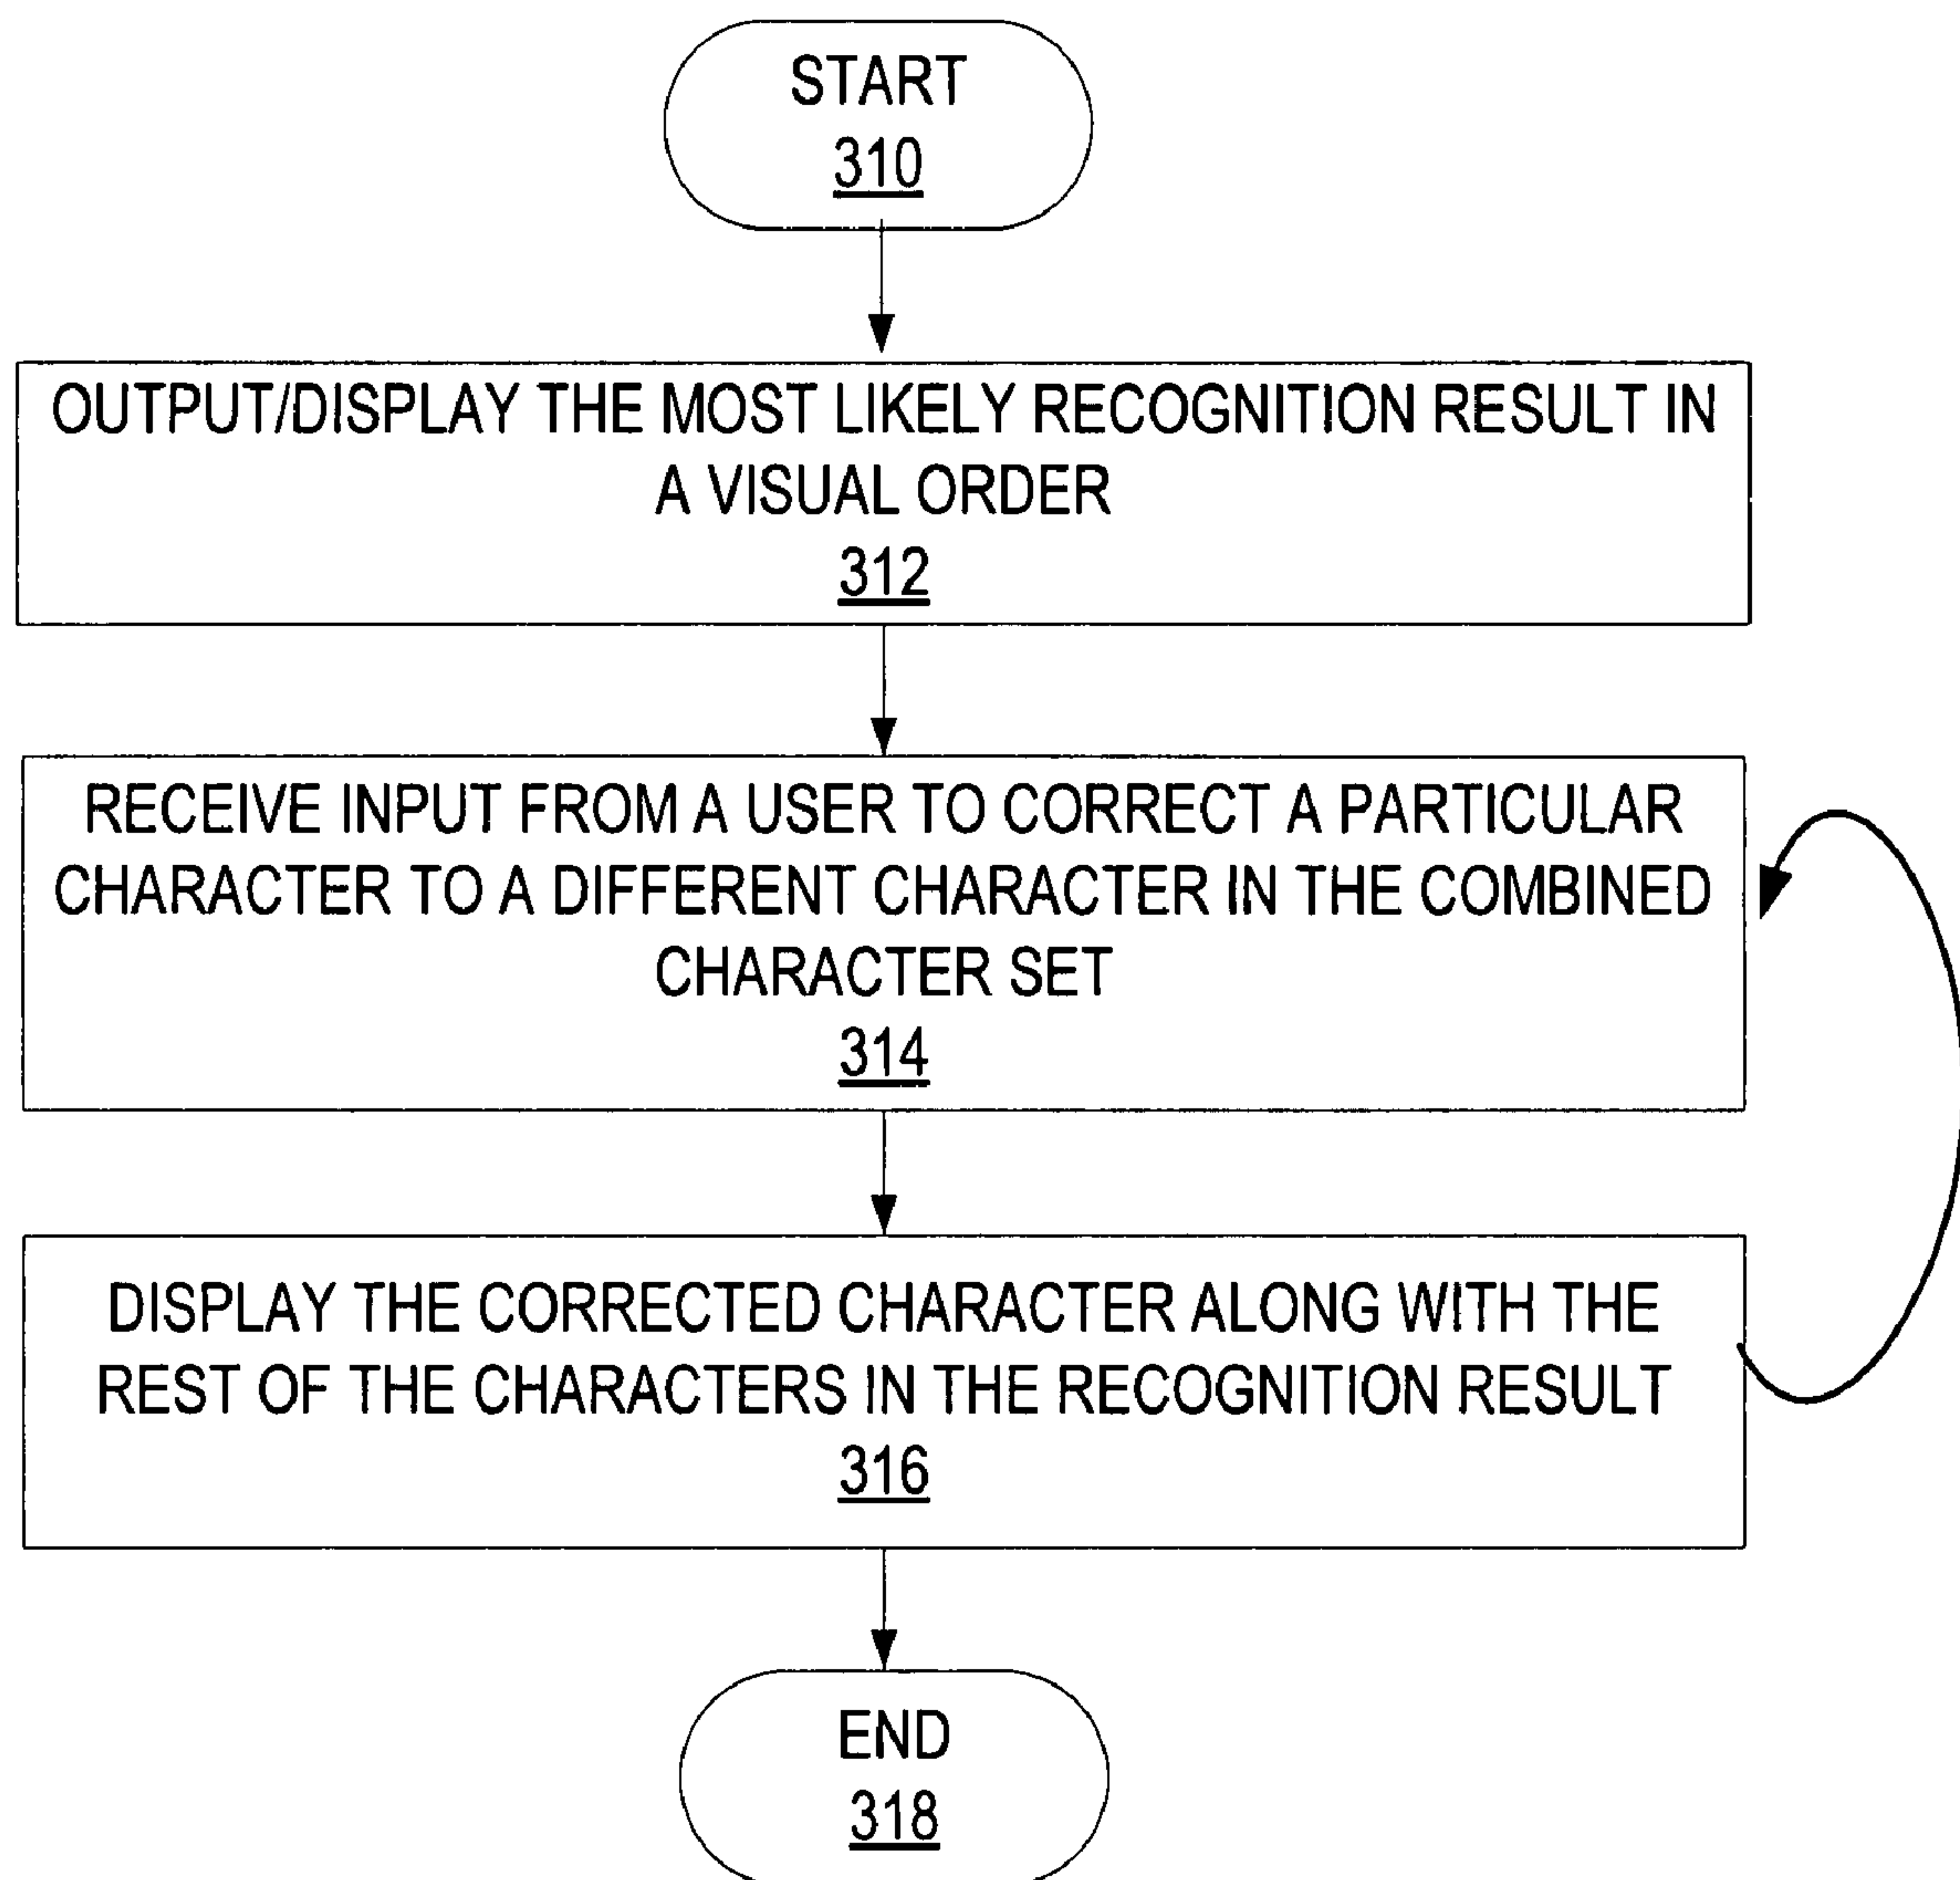 START
310
OUTPUT/DISPLAY THE MOST LIKELY RECOGNITION RESULT IN
A VISUAL ORDER
312
RECEIVE INPUT FROM A USER TO CORRECT A PARTICULAR
CHARACTER TO A DIFFERENT CHARACTER IN THE COMBINED
CHARACTER SET
314
DISPLAY THE CORRECTED CHARACTER ALONG WITH THE
REST OF THE CHARACTERS IN THE RECOGNITION RESULT
316
END
318